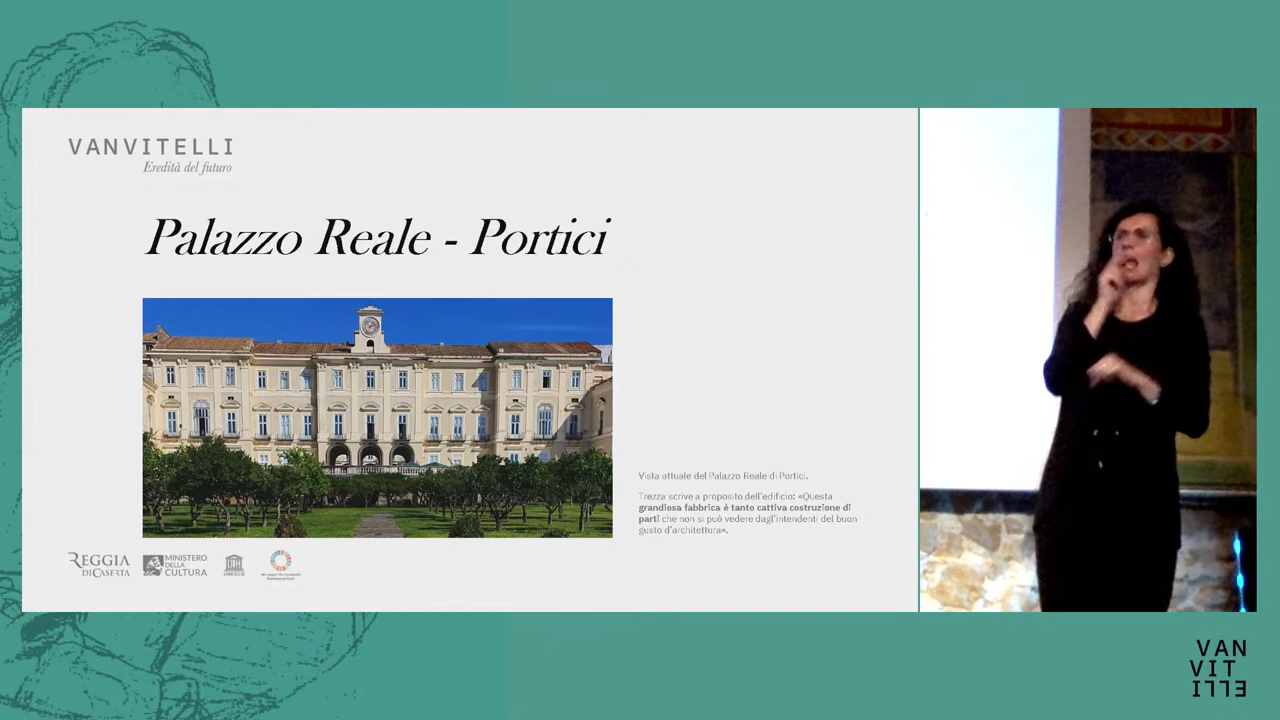 VANVITELLI
Eredità del futuro
Palazzo Reale - Portici
Vista attuale del Palazzo Reale di Portici.
Trezza scrive a proposito dell'edificio: «Questa
grandiosa fabbrica è tanto cattiva costruzione di
parti che non si può vedere dagl'intendenti del buon
gusto d'architettura».
REGGIA
DI CASERTA
MINISTERO
DELLA
CULTURA
UNESCO
VAN
VIT
ELLI